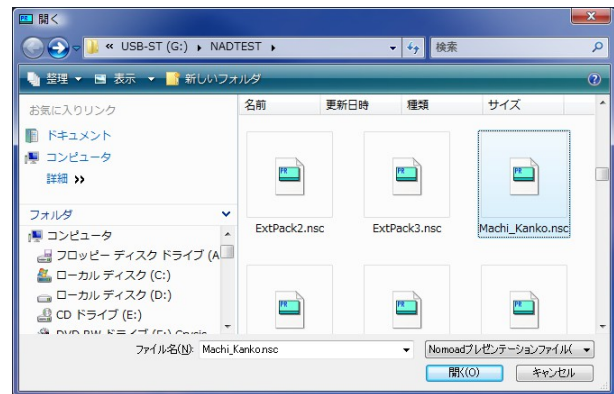 開く
« USB-ST (G:) ▸ NADTEST ▸
検索
整理 表示 新しいフォルダ
お気に入りリンク
ドキュメント
コンピュータ
詳細 »
フォルダ
コンピュータ
フロッピー ディスク ドライブ (A
ローカル ディスク (C:)
ローカル ディスク (D:)
CD ドライブ (E:)
名前 更新日時 種類 サイズ
PR
PR
PR
ExtPack2.nsc
ExtPack3.nsc
Machi_Kanko.nsc
PR
PR
PR
ファイル名(N): Machi_Kanko.nsc
Nomoadプレゼンテーションファイル(
開く(O)
キャンセル